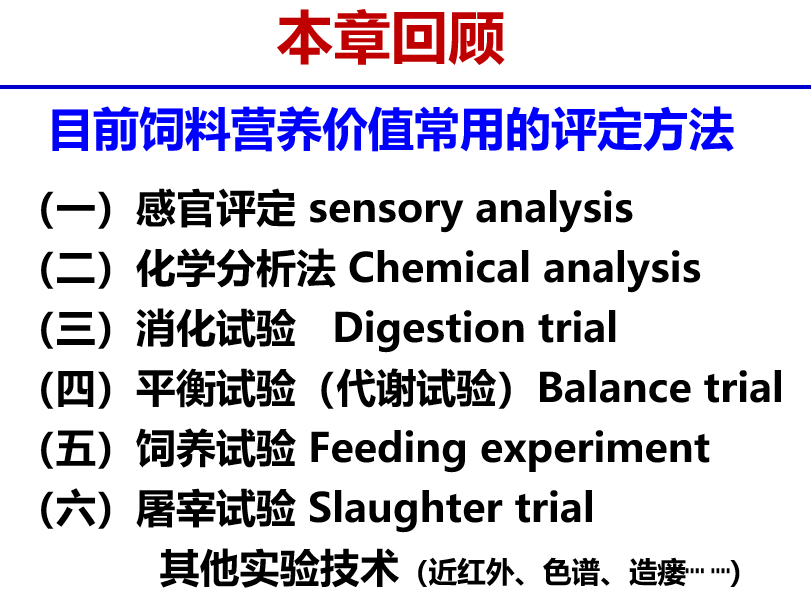 本章回顾
目前饲料营养价值常用的评定方法
（一）感官评定 sensory analysis
（二）化学分析法 Chemical analysis
（三）消化试验 Digestion trial
（四）平衡试验（代谢试验）Balance trial
（五）饲养试验 Feeding experiment
（六）屠宰试验 Slaughter trial
其他实验技术（近红外、色谱、造瘘┅ ┅）